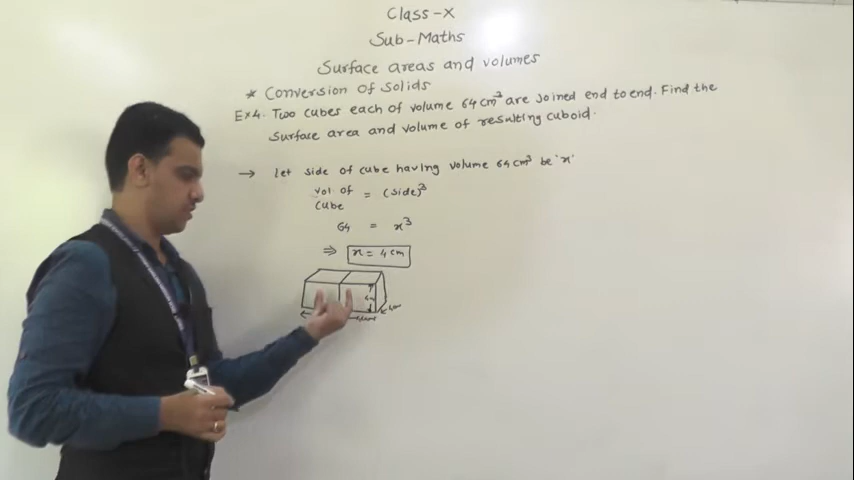 Class-X
Sub-Maths
Surface areas and volumes
* Conversion of Solids
Ex4. Two cubes each of volume 64 cm³ are joined end to end. Find the
Surface area and volume of resulting cuboid.
→ Let side of cube having volume 64 cm³ be 'x'
vol. of cube = (side)³
64 = x³
⇒ x = 4 cm